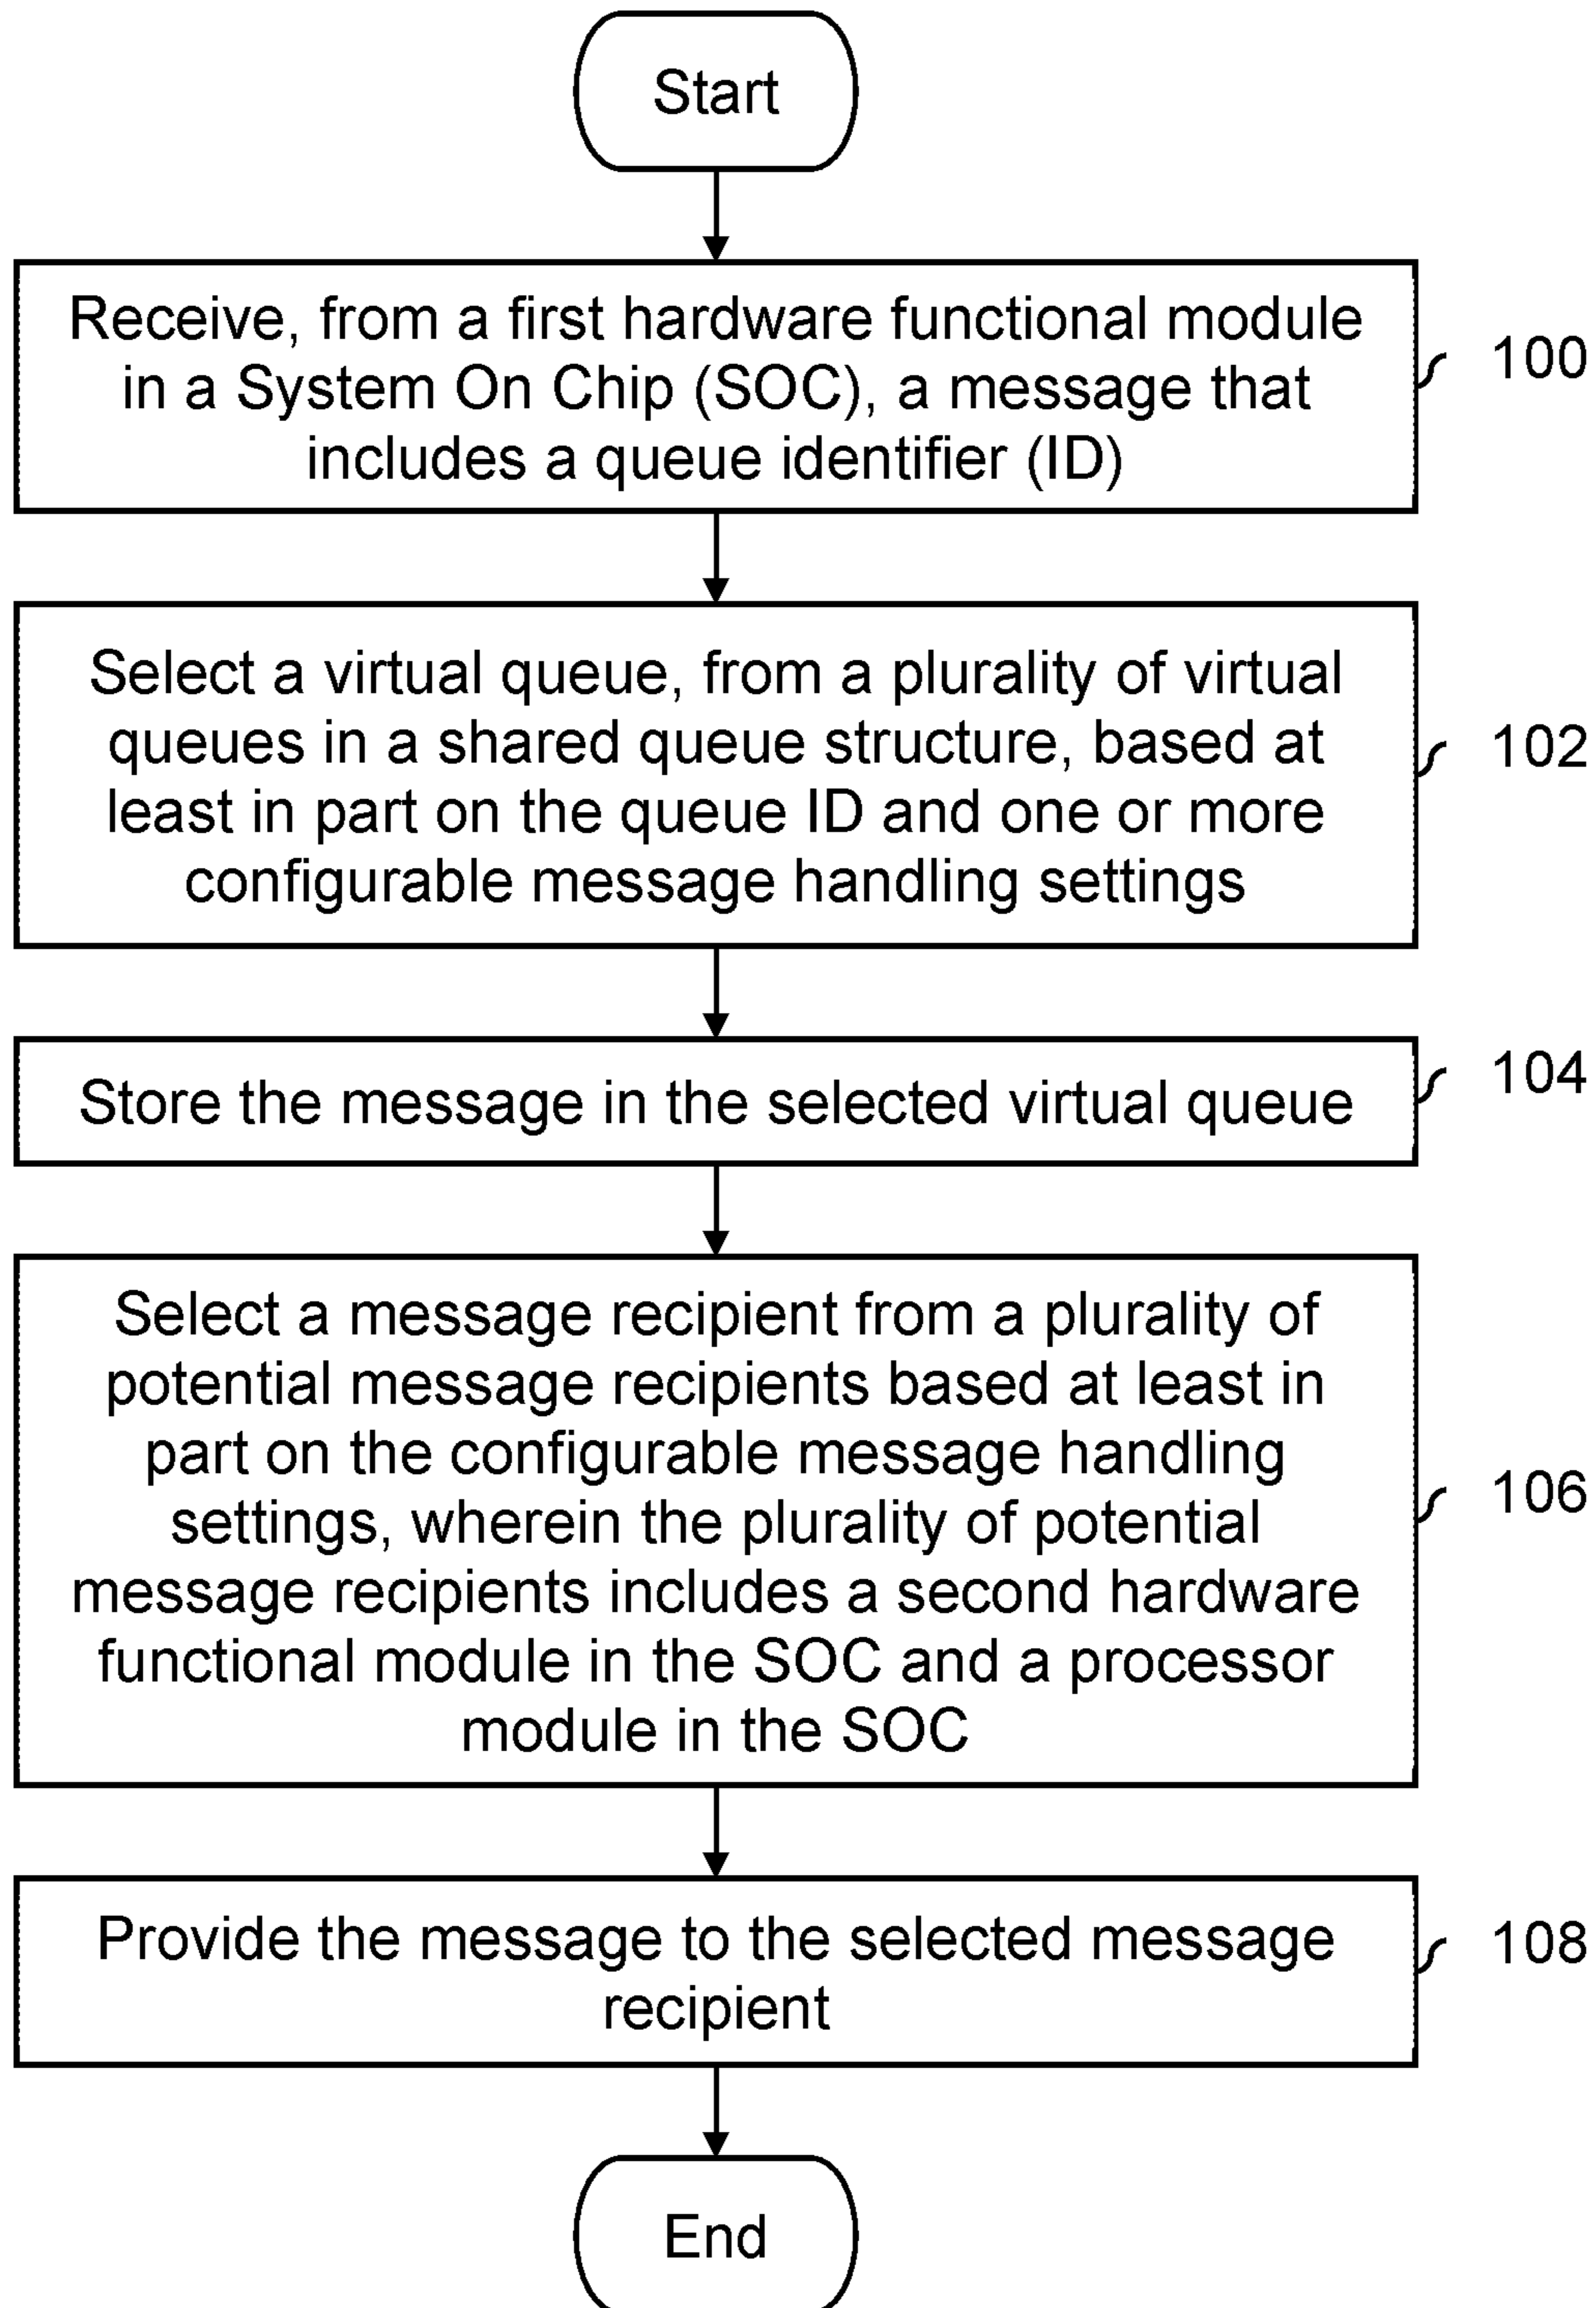 Start
Receive, from a first hardware functional module
in a System On Chip (SOC), a message that
includes a queue identifier (ID)
100
Select a virtual queue, from a plurality of virtual
queues in a shared queue structure, based at
least in part on the queue ID and one or more
configurable message handling settings
102
Store the message in the selected virtual queue
104
Select a message recipient from a plurality of
potential message recipients based at least in
part on the configurable message handling
settings, wherein the plurality of potential
message recipients includes a second hardware
functional module in the SOC and a processor
module in the SOC
106
Provide the message to the selected message
recipient
108
End